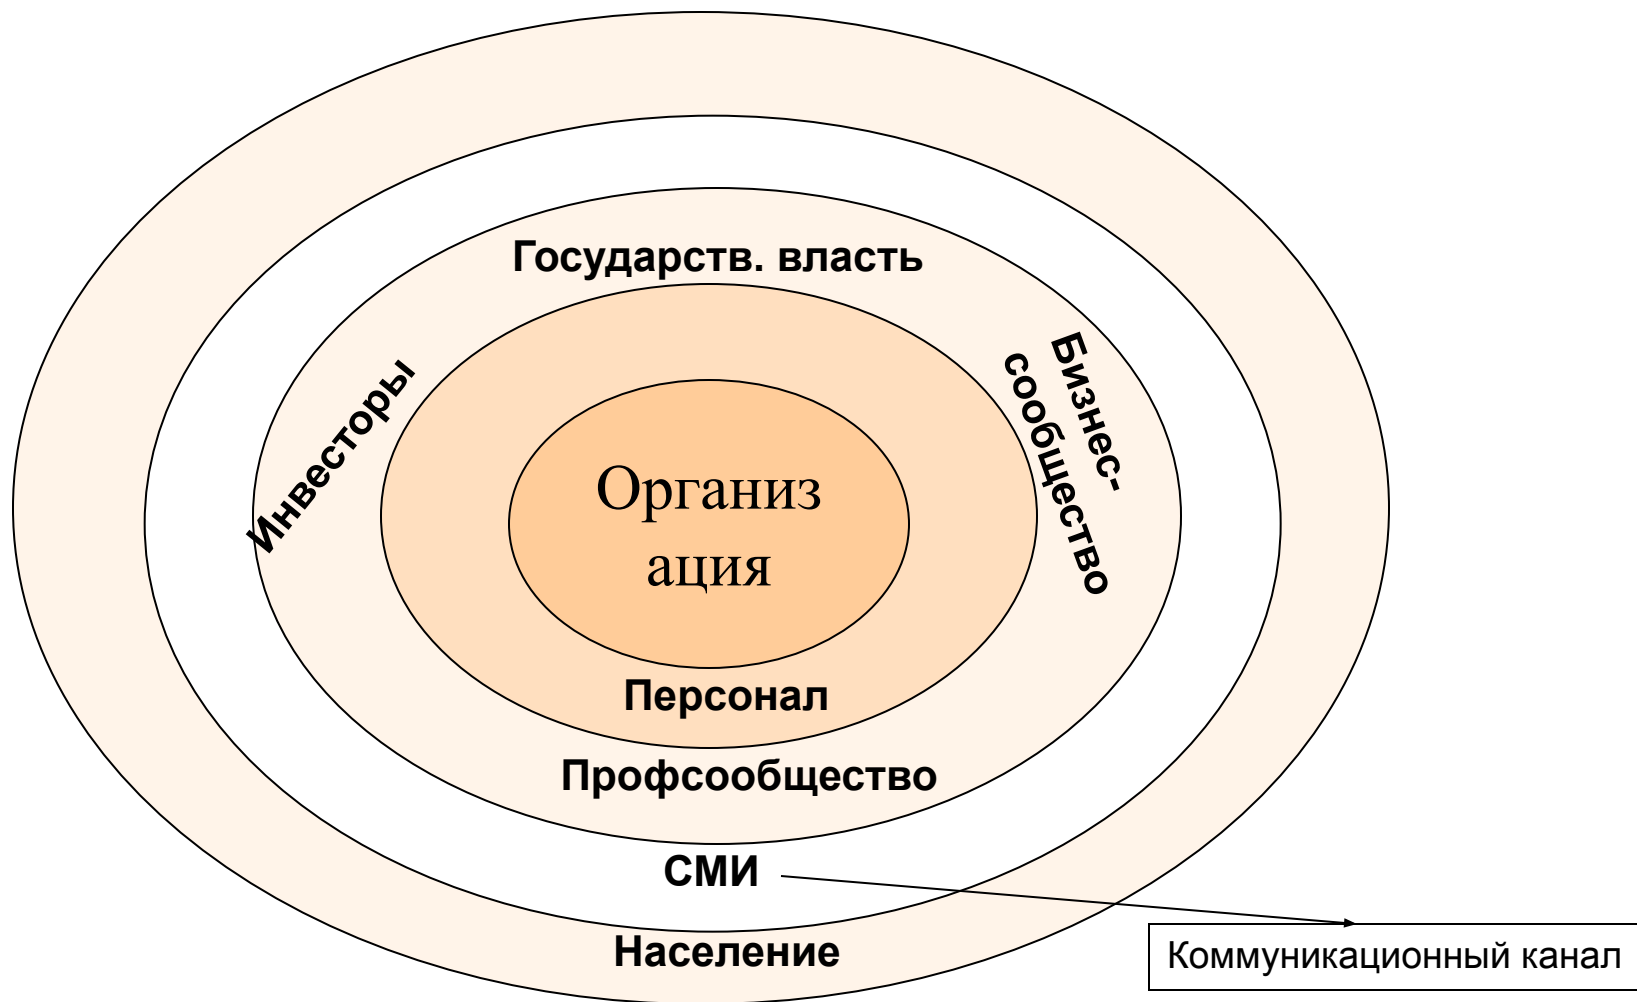 Государств. власть
Бизнес-
сообщество
Инвесторы
Организ
ация
Персонал
Профсообщество
СМИ
Население
Коммуникационный канал